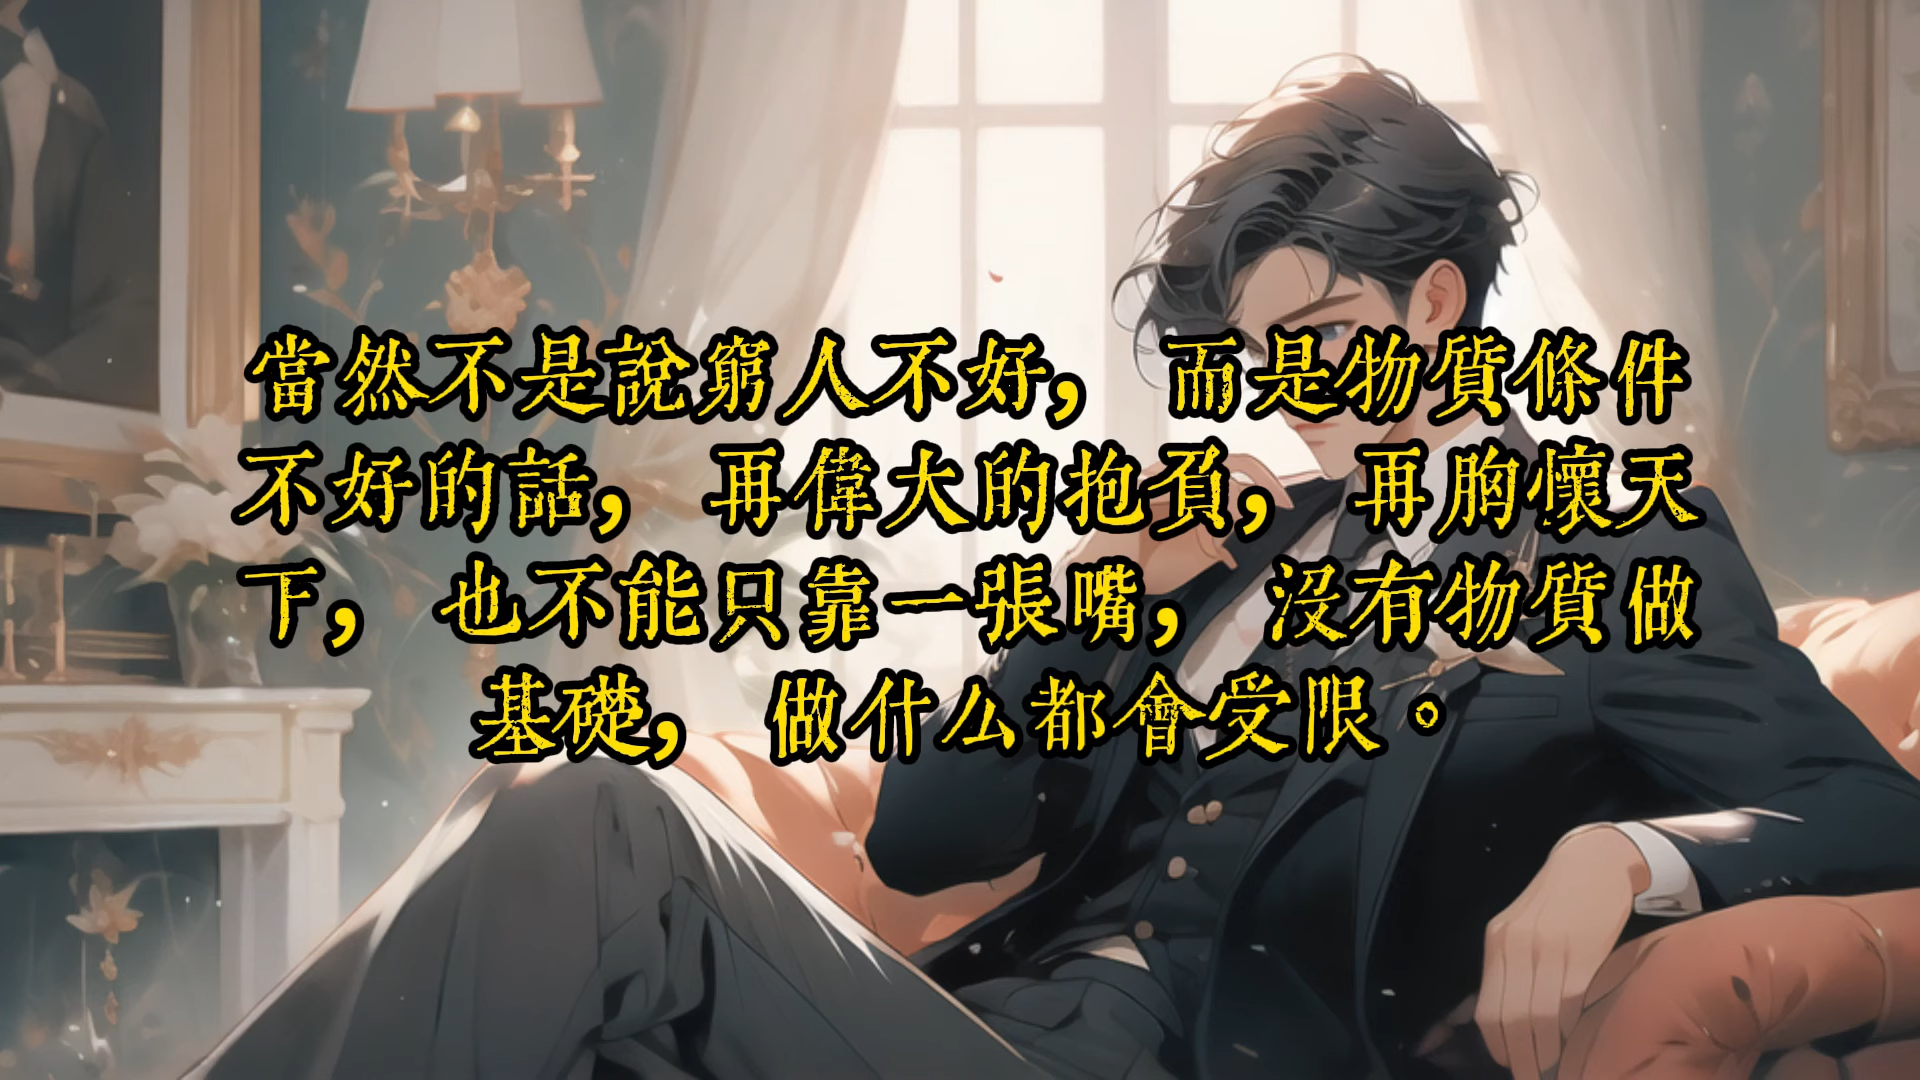 當然不是說窮人不好, 而是物質條件
不好的話, 再偉大的抱負, 再胸懷天
下, 也不能只靠一張嘴, 沒有物質做
基礎, 做什么都會受限。